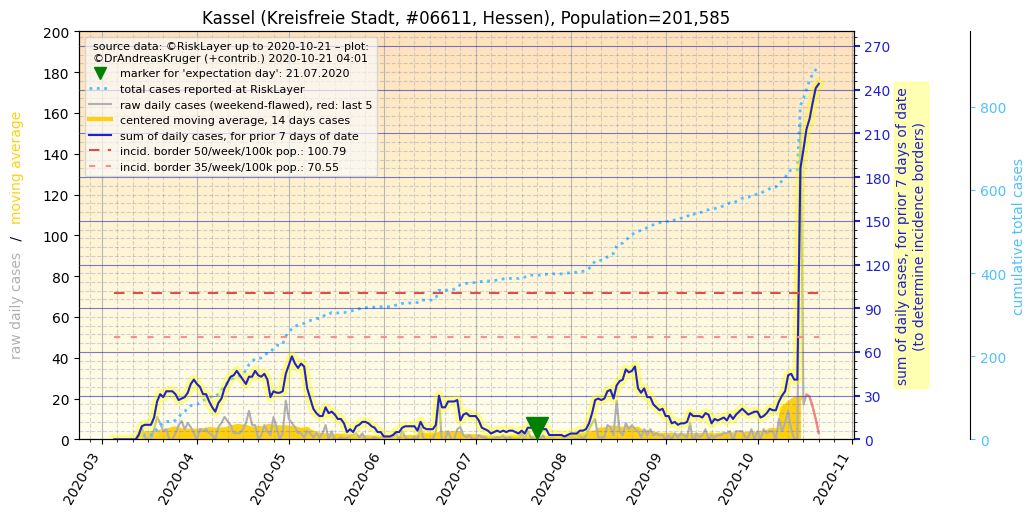 Kassel (Kreisfreie Stadt, #06611, Hessen), Population=201,585
source data: ©RiskLayer up to 2020-10-21 – plot:
©DrAndreasKruger (+contrib.) 2020-10-21 04:01
marker for 'expectation day': 21.07.2020
total cases reported at RiskLayer
raw daily cases (weekend-flawed), red: last 5
centered moving average, 14 days cases
sum of daily cases, for prior 7 days of date
incid. border 50/week/100k pop.: 100.79
incid. border 35/week/100k pop.: 70.55
raw daily cases / moving average
200
180
160
140
120
100
80
60
40
20
0
270
240
210
180
150
120
90
60
30
0
sum of daily cases, for prior 7 days of date
(to determine incidence borders)
800
600
400
200
0
cumulative total cases
2020-03
2020-04
2020-05
2020-06
2020-07
2020-08
2020-09
2020-10
2020-11